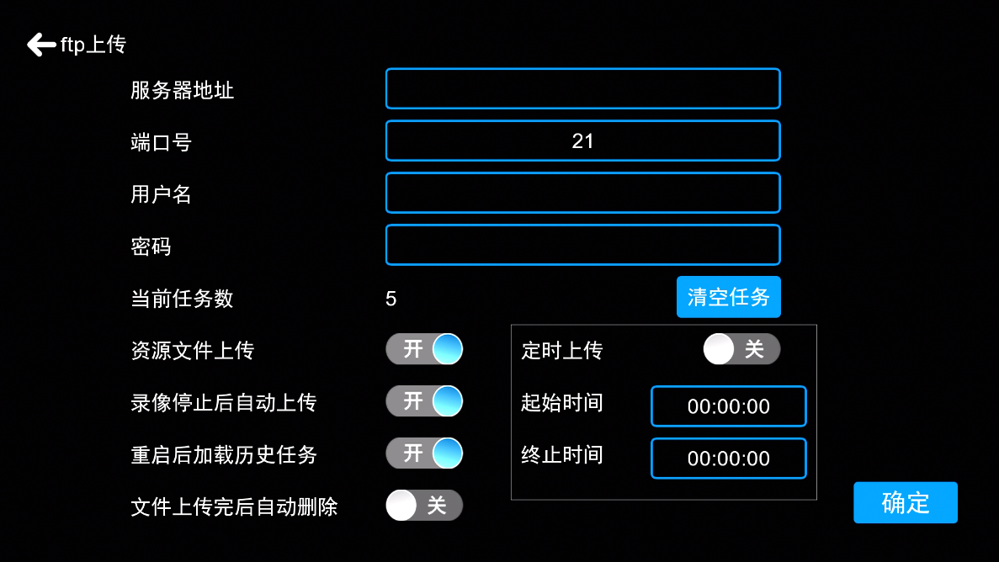 ftp上传
服务器地址
端口号 21
用户名
密码
当前任务数 5 清空任务
资源文件上传 开 定时上传 关
录像停止后自动上传 开 起始时间 00:00:00
重启后加载历史任务 开 终止时间 00:00:00
文件上传完后自动删除 关 确定